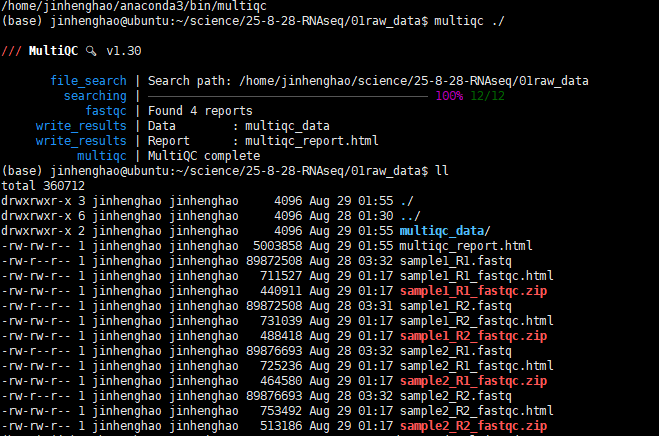 /home/jinhenghao/anaconda3/bin/multiqc
(base) jinhenghao@ubuntu:~/science/25-8-28-RNAseq/01raw_data$ multiqc ./
/// MultiQC 🔍 v1.30
file_search | Search path: /home/jinhenghao/science/25-8-28-RNAseq/01raw_data
searching | 100% 12/12
fastqc | Found 4 reports
write_results | Data : multiqc_data
write_results | Report : multiqc_report.html
multiqc | MultiQC complete
(base) jinhenghao@ubuntu:~/science/25-8-28-RNAseq/01raw_data$ ll
total 360712
drwxrwxr-x 3 jinhenghao jinhenghao 4096 Aug 29 01:55 ./
drwxrwxr-x 6 jinhenghao jinhenghao 4096 Aug 28 01:30 ../
drwxrwxr-x 2 jinhenghao jinhenghao 4096 Aug 29 01:55 multiqc_data/
-rw-rw-r-- 1 jinhenghao jinhenghao 5003858 Aug 29 01:55 multiqc_report.html
-rw-r--r-- 1 jinhenghao jinhenghao 89872508 Aug 28 03:32 sample1_R1.fastq
-rw-rw-r-- 1 jinhenghao jinhenghao 711527 Aug 29 01:17 sample1_R1_fastqc.html
-rw-rw-r-- 1 jinhenghao jinhenghao 440911 Aug 29 01:17 sample1_R1_fastqc.zip
-rw-r--r-- 1 jinhenghao jinhenghao 89872508 Aug 28 03:31 sample1_R2.fastq
-rw-rw-r-- 1 jinhenghao jinhenghao 731039 Aug 29 01:17 sample1_R2_fastqc.html
-rw-rw-r-- 1 jinhenghao jinhenghao 488418 Aug 29 01:17 sample1_R2_fastqc.zip
-rw-r--r-- 1 jinhenghao jinhenghao 89876693 Aug 28 03:32 sample2_R1.fastq
-rw-rw-r-- 1 jinhenghao jinhenghao 725236 Aug 29 01:17 sample2_R1_fastqc.html
-rw-rw-r-- 1 jinhenghao jinhenghao 464580 Aug 29 01:17 sample2_R1_fastqc.zip
-rw-r--r-- 1 jinhenghao jinhenghao 89876693 Aug 28 03:32 sample2_R2.fastq
-rw-rw-r-- 1 jinhenghao jinhenghao 753492 Aug 29 01:17 sample2_R2_fastqc.html
-rw-rw-r-- 1 jinhenghao jinhenghao 513186 Aug 29 01:17 sample2_R2_fastqc.zip